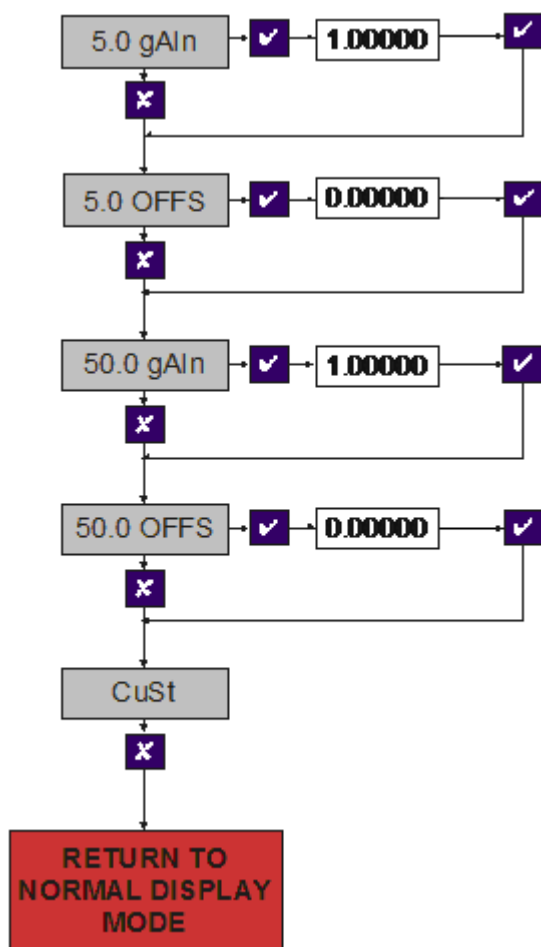 5.0 gAIn
1.00000
5.0 OFFS
0.00000
50.0 gAIn
1.00000
50.0 OFFS
0.00000
CuSt
RETURN TO
NORMAL DISPLAY
MODE